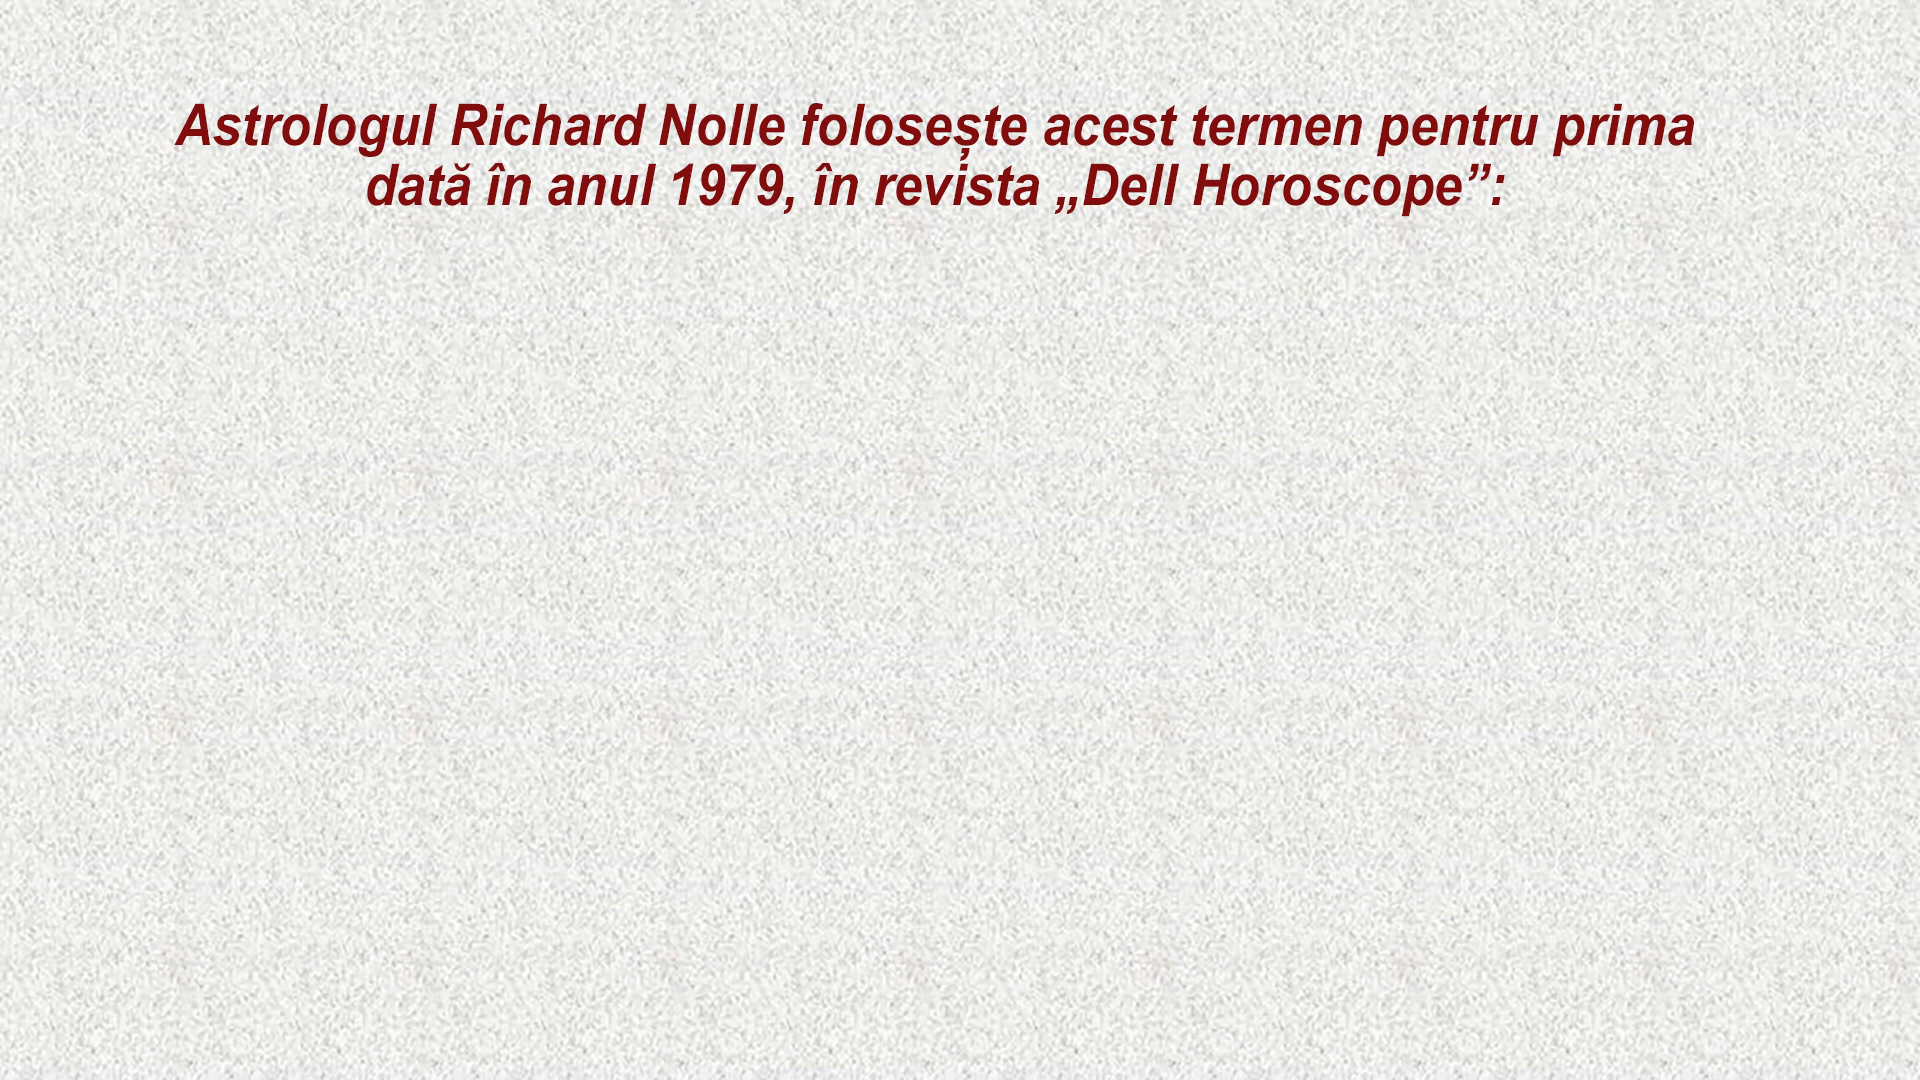 Astrologul Richard Nolle folosește acest termen pentru prima
dată în anul 1979, în revista „Dell Horoscope”: